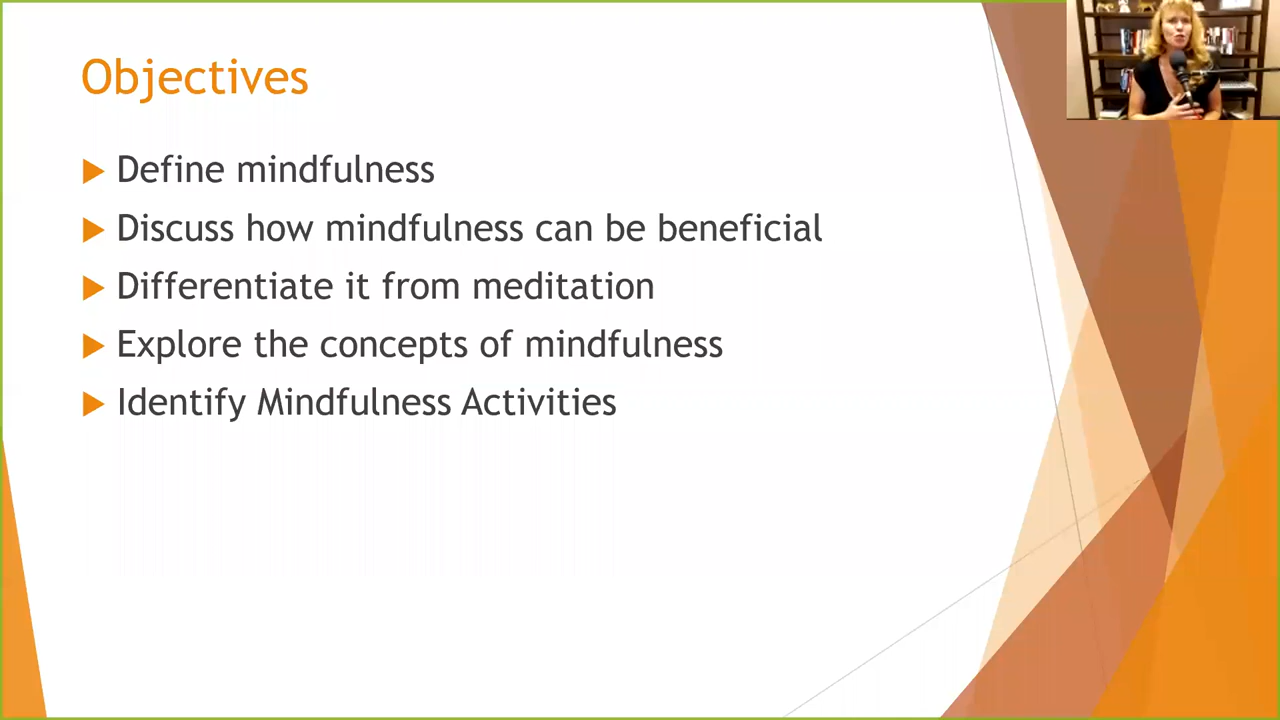 Objectives
Define mindfulness
Discuss how mindfulness can be beneficial
Differentiate it from meditation
Explore the concepts of mindfulness
Identify Mindfulness Activities